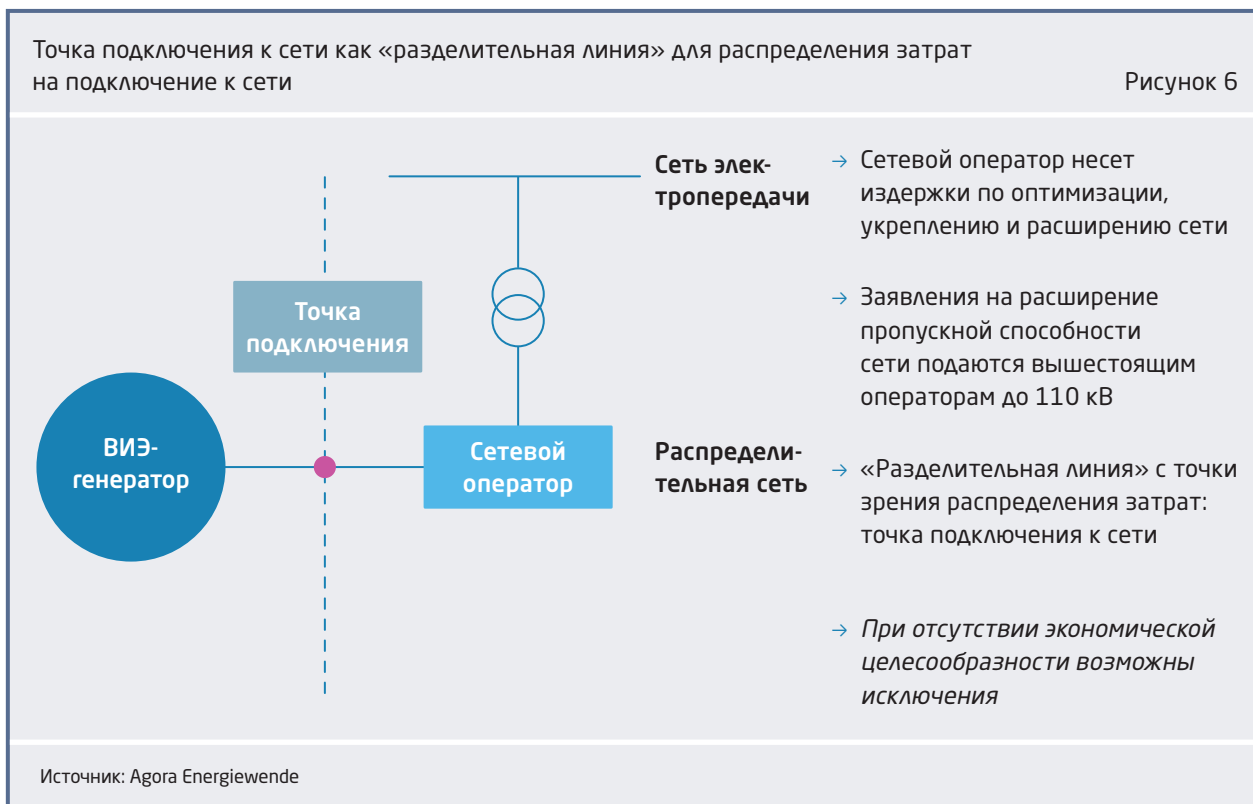 Точка подключения к сети как «разделительная линия» для распределения затрат
на подключение к сети
Рисунок 6
Точка
подключения
ВИЭ-
генератор
Сетевой
оператор
Сеть элек-
тропередачи
Распредели-
тельная сеть
→ Сетевой оператор несет
издержки по оптимизации,
укреплению и расширению сети
→ Заявления на расширение
пропускной способности
сети подаются вышестоящим
операторам до 110 кВ
→ «Разделительная линия» с точки
зрения распределения затрат:
точка подключения к сети
→ При отсутствии экономической
целесообразности возможны
исключения
Источник: Agora Energiewende